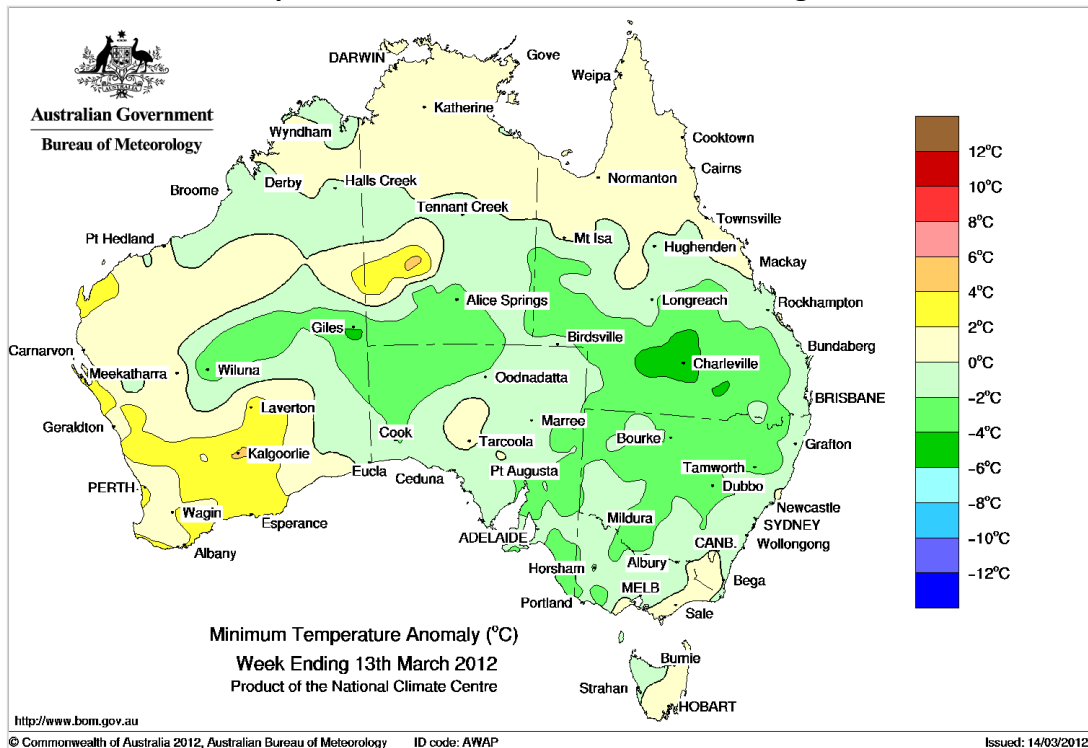 Australian Government
Bureau of Meteorology
DARWIN
Gove
Weipa
Katherine
Wyndham
Cooktown
Cairns
Broome
Derby
Halls Creek
Normanton
Tennant Creek
Townsville
Pt Hedland
Mt Isa
Hughenden
Mackay
Alice Springs
Longreach
Rockhampton
Giles
Birdsville
Carnarvon
Bundaberg
Meekatharra
Wiluna
Oodnadatta
Charleville
Laverton
BRISBANE
Geraldton
Marree
Cook
Tarcoola
Bourke
Grafton
Kalgoorlie
Eucla
Pt Augusta
Tamworth
Ceduna
PERTH
Dubbo
Wagin
Esperance
Mildura
Newcastle
SYDNEY
Albany
ADELAIDE
CANB.
Wollongong
Horsham
Albury
MELB
Bega
Portland
Sale
Burnie
Strahan
HOBART
12°C
10°C
8°C
6°C
4°C
2°C
0°C
-2°C
-4°C
-6°C
-8°C
-10°C
-12°C
Minimum Temperature Anomaly (°C)
Week Ending 13th March 2012
Product of the National Climate Centre
http://www.bom.gov.au
© Commonwealth of Australia 2012, Australian Bureau of Meteorology ID code: AWAP Issued: 14/03/2012